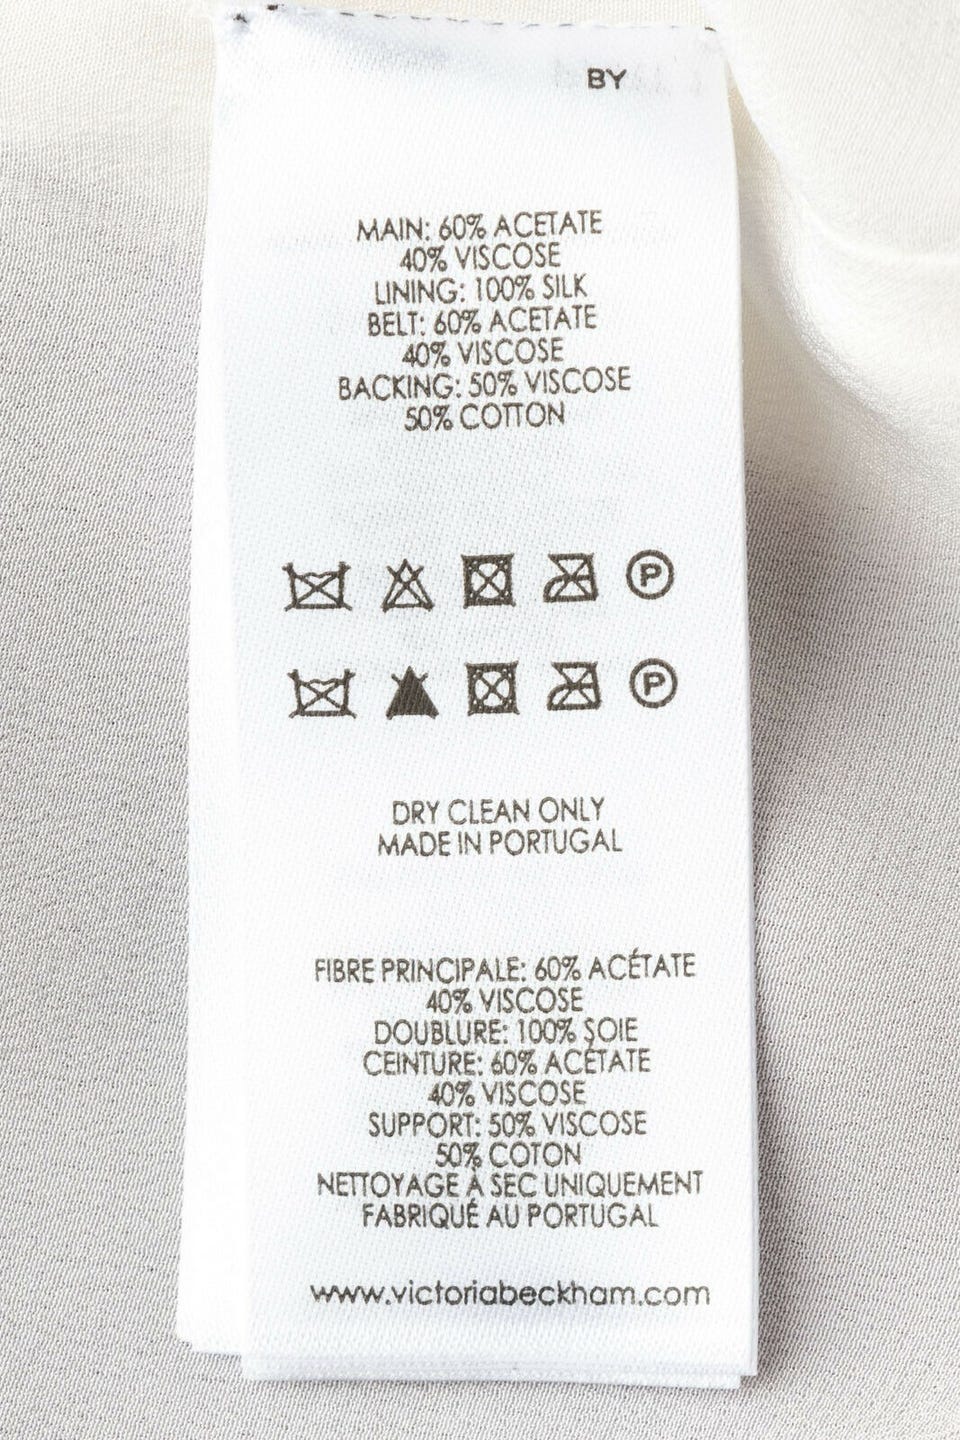 BY
MAIN: 60% ACETATE
40% VISCOSE
LINING: 100% SILK
BELT: 60% ACETATE
40% VISCOSE
BACKING: 50% VISCOSE
50% COTTON
P
P
DRY CLEAN ONLY
MADE IN PORTUGAL
FIBRE PRINCIPALE: 60% ACÉTATE
40% VISCOSE
DOUBLURE: 100% SOIE
CEINTURE: 60% ACÉTATE
40% VISCOSE
SUPPORT: 50% VISCOSE
50% COTON
NETTOYAGE À SEC UNIQUEMENT
FABRIQUÉ AU PORTUGAL
www.victoriabeckham.com